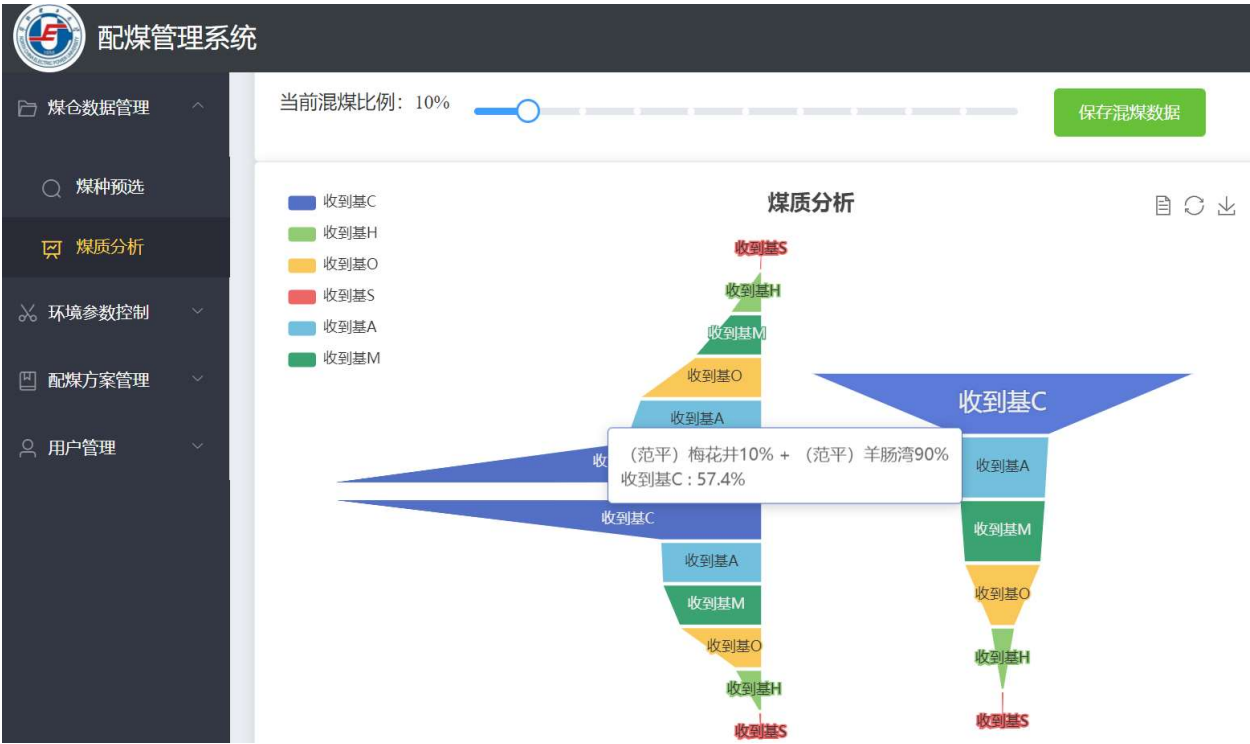 配煤管理系统
煤仓数据管理
煤种预选
煤质分析
环境参数控制
配煤方案管理
用户管理
当前混煤比例：10%
保存混煤数据
收到基C
收到基H
收到基O
收到基S
收到基A
收到基M
煤质分析
收到基S
收到基H
收到基M
收到基O
收到基A
收
（范平）梅花井10% + （范平）羊肠湾90%
收到基C : 57.4%
收到基C
收到基A
收到基M
收到基O
收到基H
收到基S
收到基C
收到基A
收到基M
收到基O
收到基H
收到基S